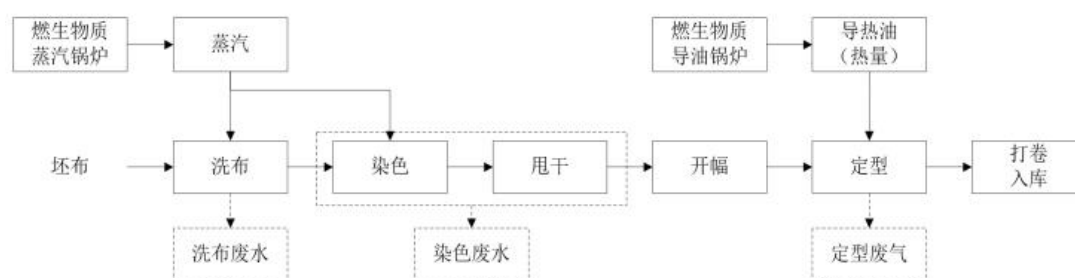 燃生物质
蒸汽锅炉
蒸汽
燃生物质
导油锅炉
导热油
（热量）
坯布
洗布
染色
甩干
开幅
定型
打卷
入库
洗布废水
染色废水
定型废气